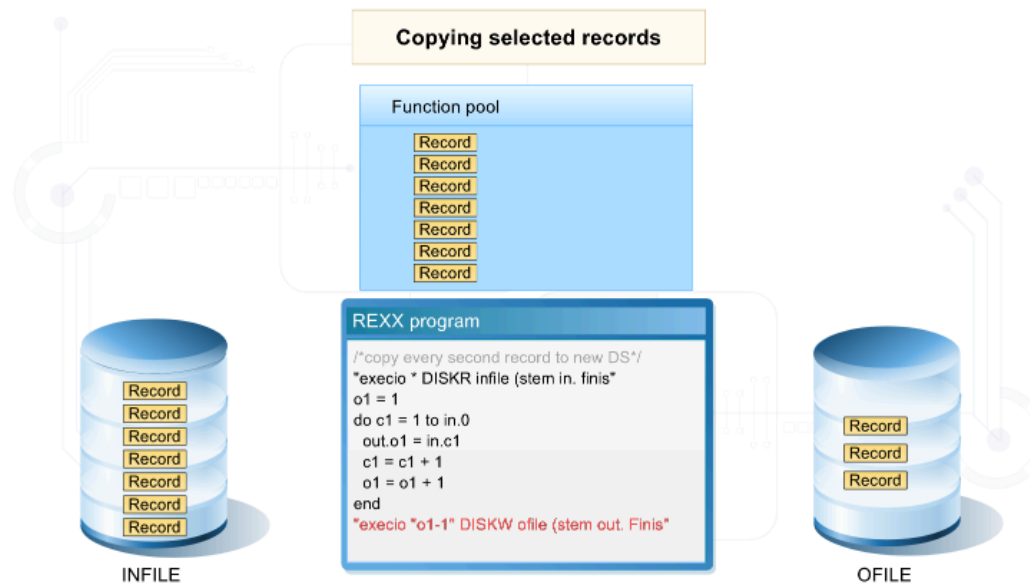 Copying selected records
Function pool
Record
Record
Record
Record
Record
Record
Record
REXX program
/*copy every second record to new DS*/
"execio * DISKR infile (stem in. finis"
o1 = 1
do c1 = 1 to in.0
out.o1 = in.c1
c1 = c1 + 1
o1 = o1 + 1
end
"execio "o1-1" DISKW ofile (stem out. Finis"
Record
Record
Record
Record
Record
Record
Record
INFILE
Record
Record
Record
OFILE